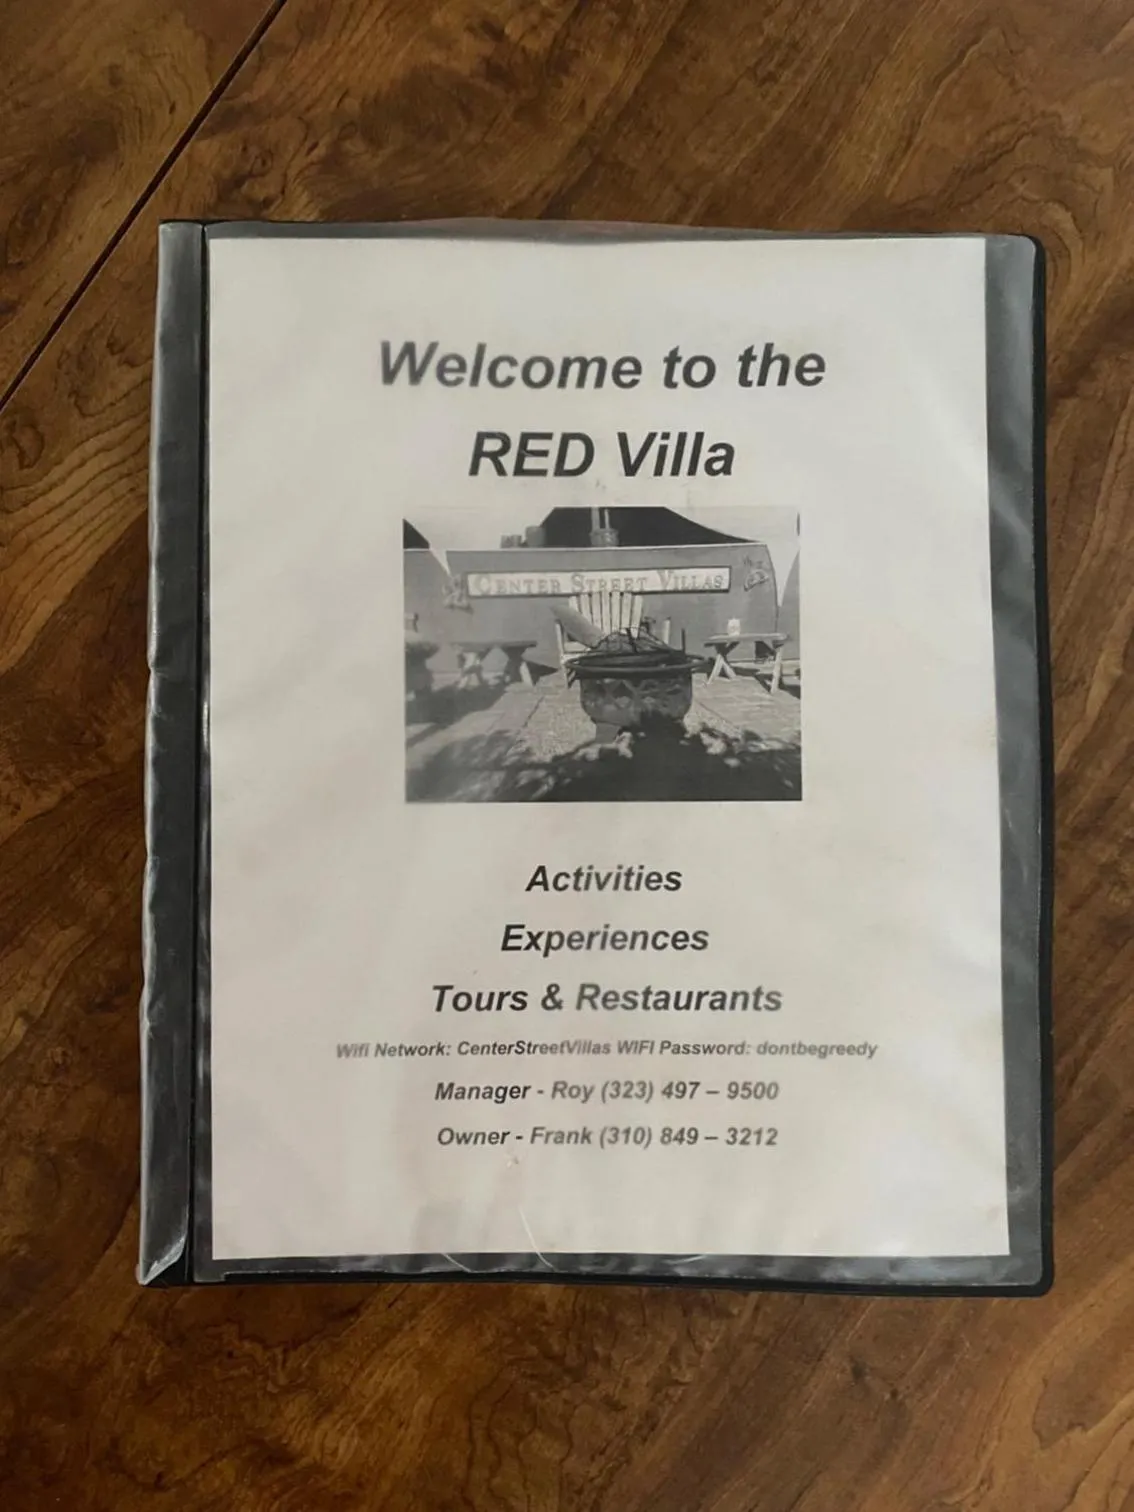 Welcome to the
RED Villa
CENTER STREET VILLAS
Activities
Experiences
Tours & Restaurants
Wifi Network: CenterStreetVillas WIFI Password: dontbegreedy
Manager - Roy (323) 497 – 9500
Owner - Frank (310) 849 – 3212